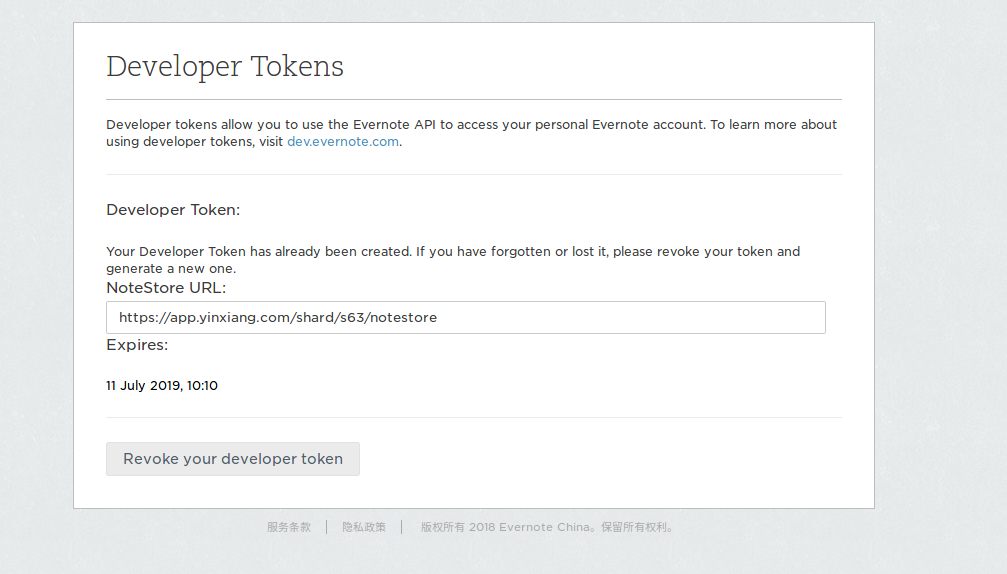 Developer Tokens
Developer tokens allow you to use the Evernote API to access your personal Evernote account. To learn more about
using developer tokens, visit dev.evernote.com.
Developer Token:
Your Developer Token has already been created. If you have forgotten or lost it, please revoke your token and
generate a new one.
NoteStore URL:
https://app.yinxiang.com/shard/s63/notestore
Expires:
11 July 2019, 10:10
Revoke your developer token
服务条款 | 隐私政策 | 版权所有 2018 Evernote China。保留所有权利。